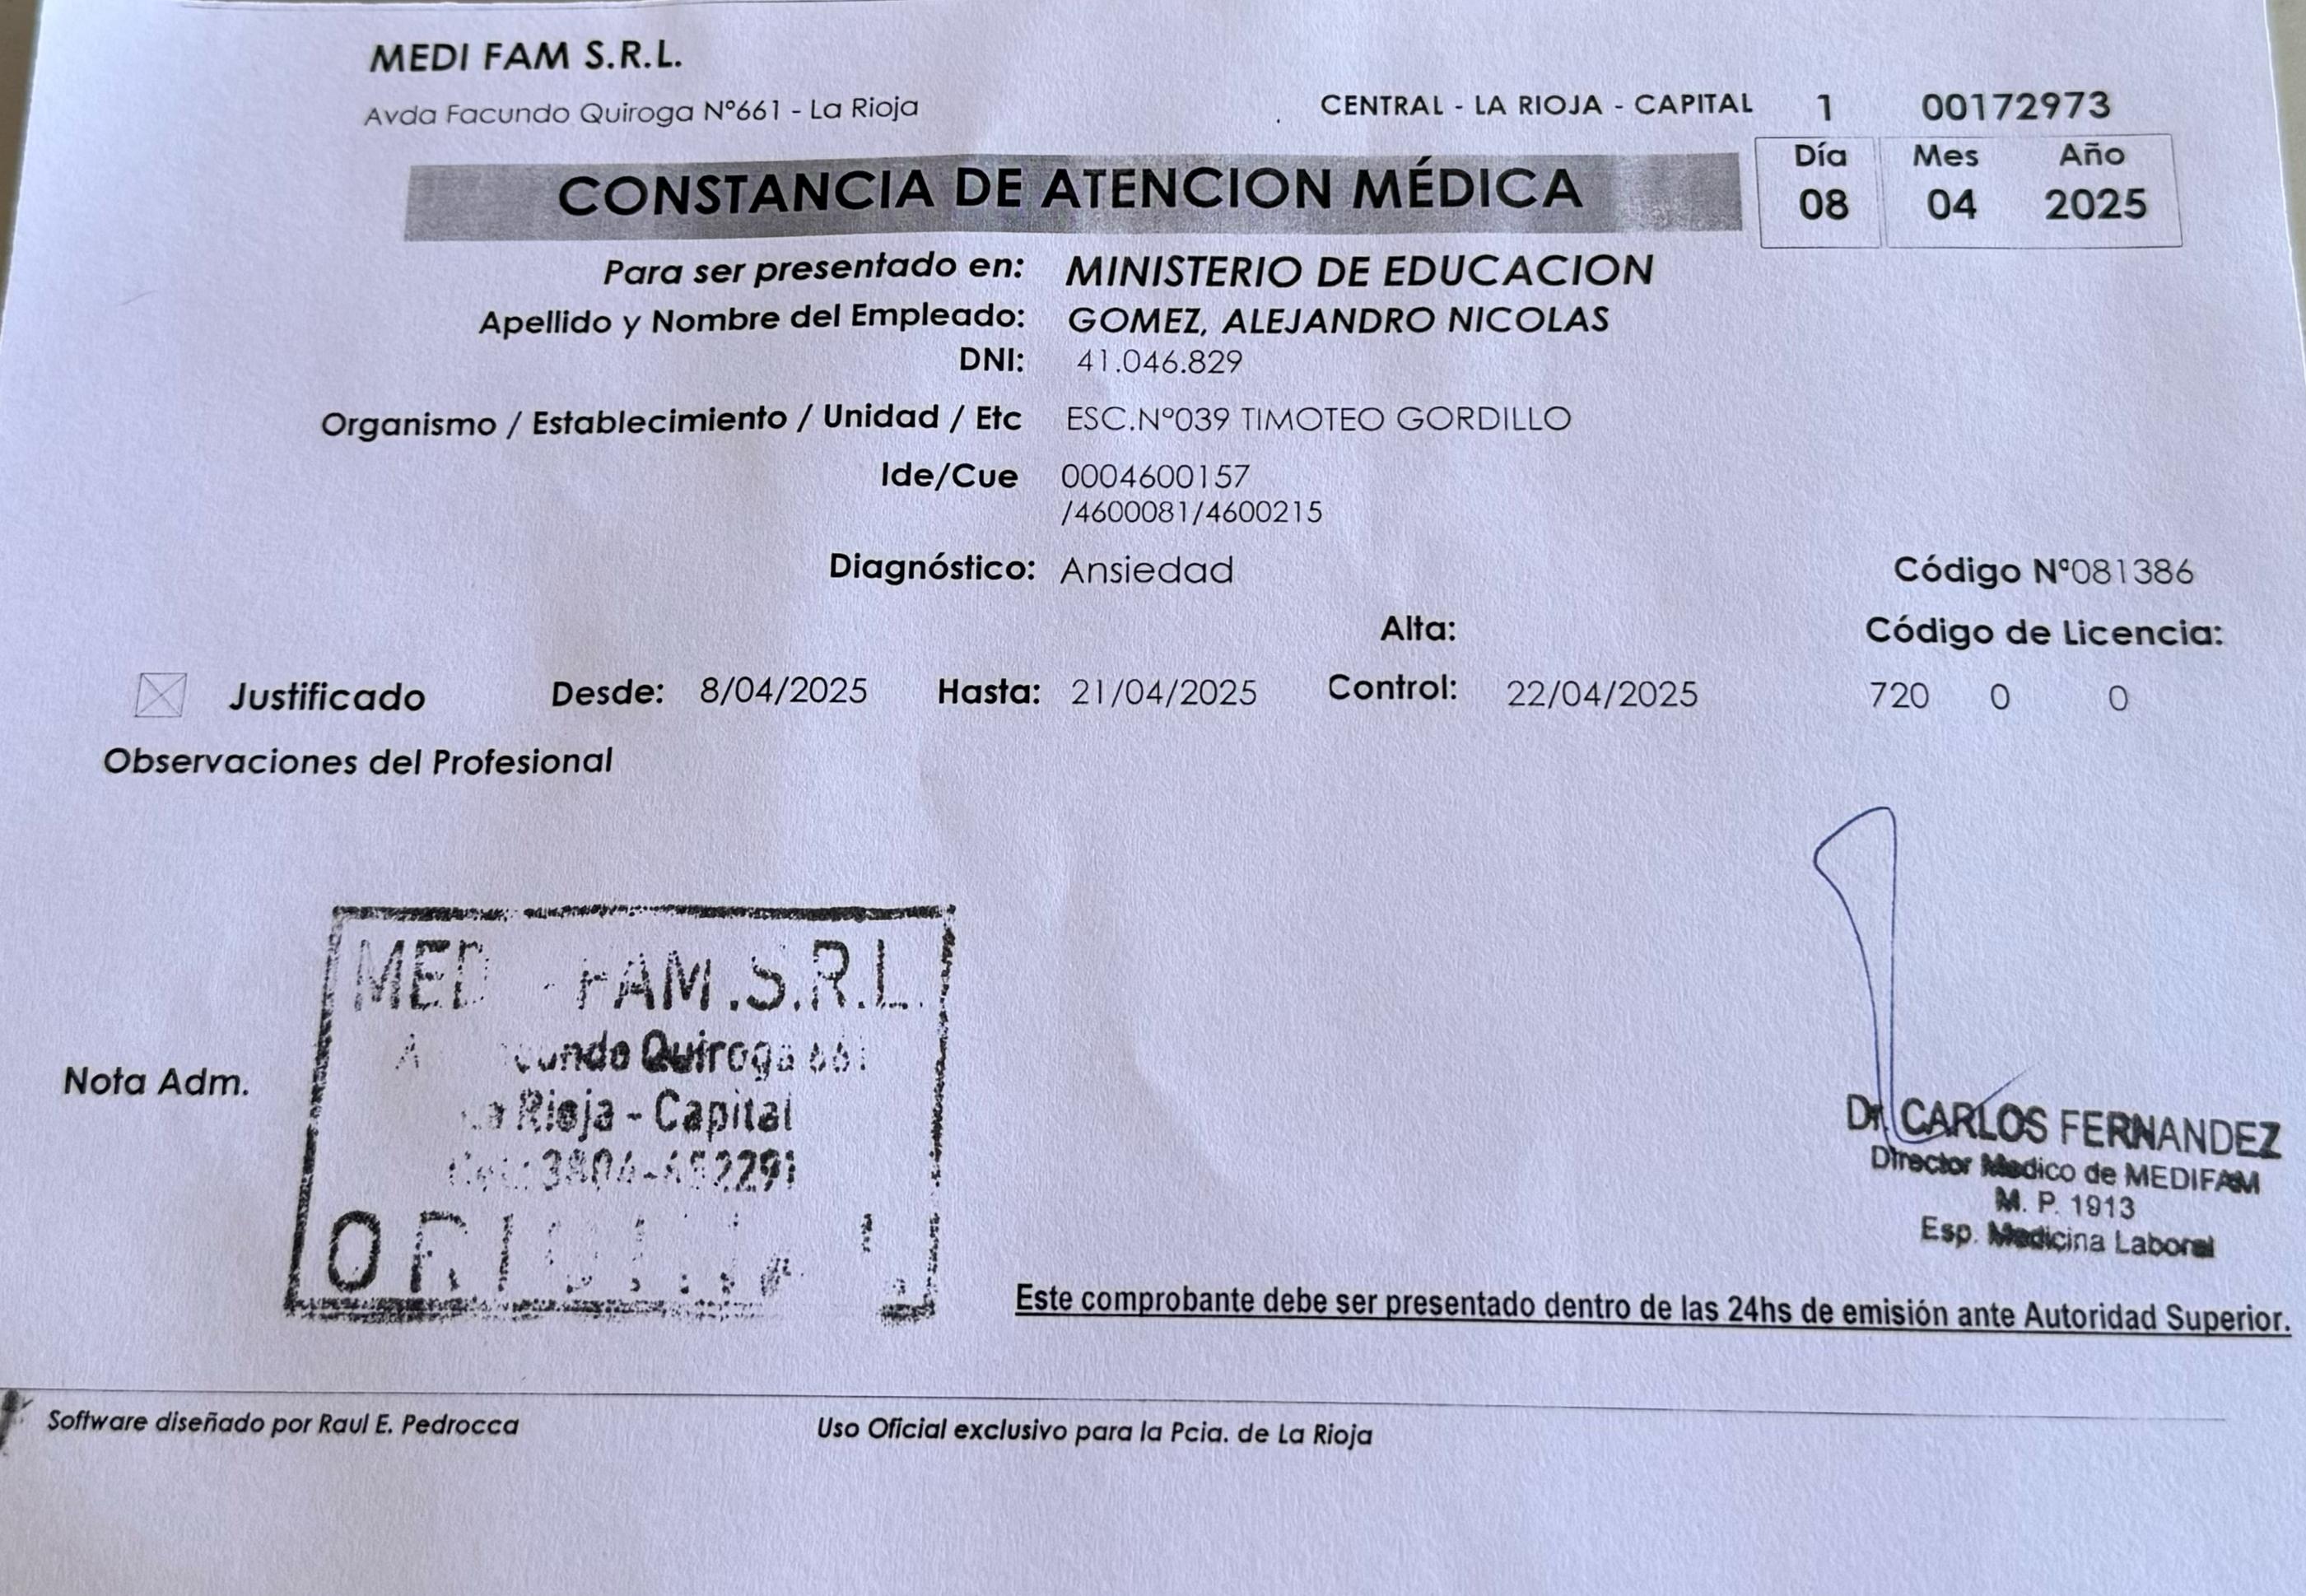 MEDI FAM S.R.L.
Avda Facundo Quiroga Nº661 - La Rioja
CENTRAL - LA RIOJA - CAPITAL 1 00172973
CONSTANCIA DE ATENCION MÉDICA
Día Mes Año
08 04 2025
Para ser presentado en: MINISTERIO DE EDUCACION
Apellido y Nombre del Empleado: GOMEZ, ALEJANDRO NICOLAS
DNI: 41.046.829
Organismo / Establecimiento / Unidad / Etc ESC.Nº039 TIMOTEO GORDILLO
Ide/Cue 0004600157
/4600081/4600215
Diagnóstico: Ansiedad Código Nº081386
Alta: Código de Licencia:
Justificado Desde: 8/04/2025 Hasta: 21/04/2025 Control: 22/04/2025 720 0 0
Observaciones del Profesional
Nota Adm.
FAM.S.R.L.
Quiroga 661
La Rioja - Capital
Dr. CARLOS FERNANDEZ
Director Medico de MEDIFAM
M. P. 1913
Esp. Medicina Laboral
Este comprobante debe ser presentado dentro de las 24hs de emisión ante Autoridad Superior.
Software diseñado por Raul E. Pedrocca Uso Oficial exclusivo para la Pcia. de La Rioja